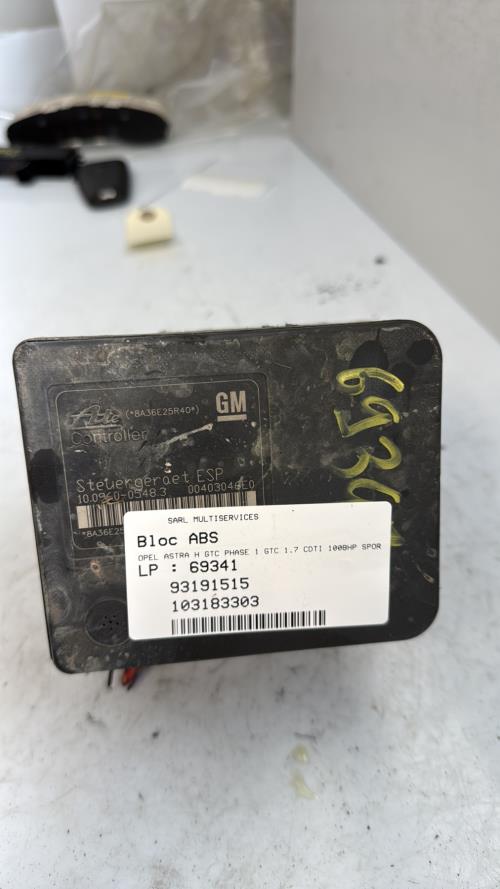 Ate (*8A36E25R40*)
GM
Controller
Steuergeraet ESP
10.0960-0548.3 00403046E0
*8A36E25
SARL MULTISERVICES
Bloc ABS
OPEL ASTRA H GTC PHASE 1 GTC 1.7 CDTI 100BHP SPOR
LP : 69341
93191515
103183303